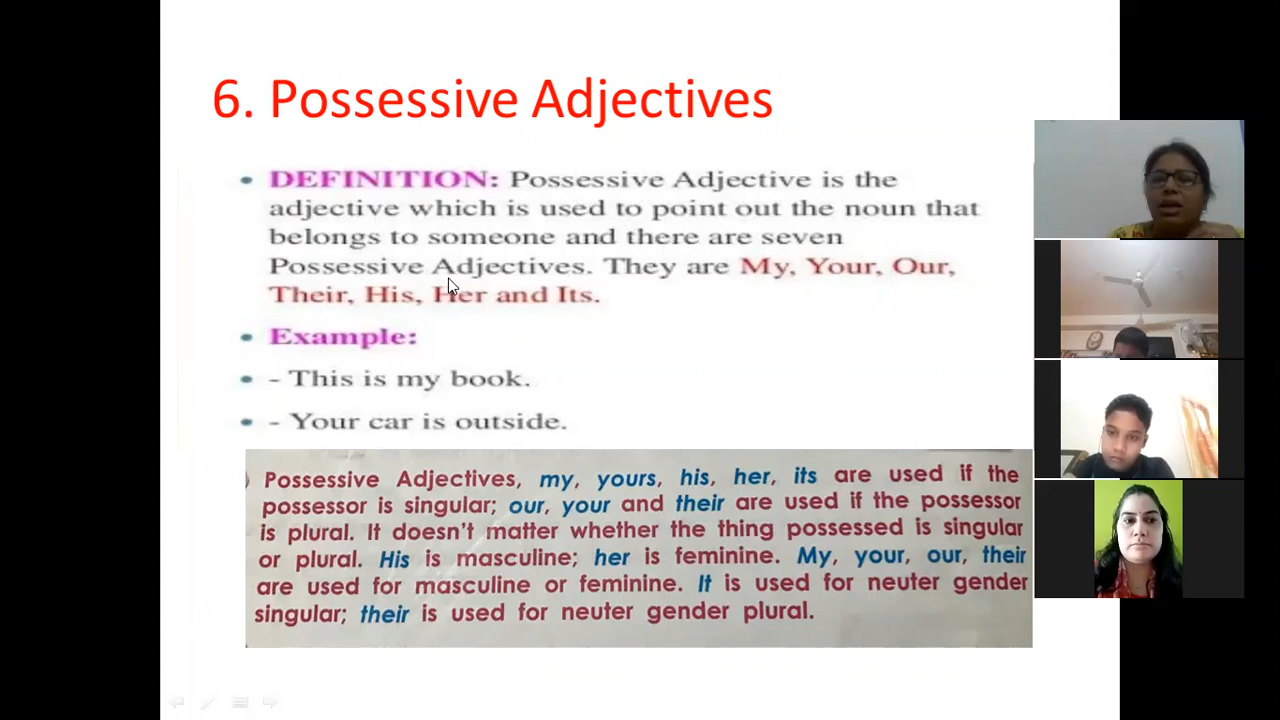 6. Possessive Adjectives
• DEFINITION: Possessive Adjective is the
adjective which is used to point out the noun that
belongs to someone and there are seven
Possessive Adjectives. They are My, Your, Our,
Their, His, Her and Its.
• Example:
• - This is my book.
• - Your car is outside.
Possessive Adjectives, my, yours, his, her, its are used if the
possessor is singular; our, your and their are used if the possessor
is plural. It doesn't matter whether the thing possessed is singular
or plural. His is masculine; her is feminine. My, your, our, their
are used for masculine or feminine. It is used for neuter gender
singular; their is used for neuter gender plural.